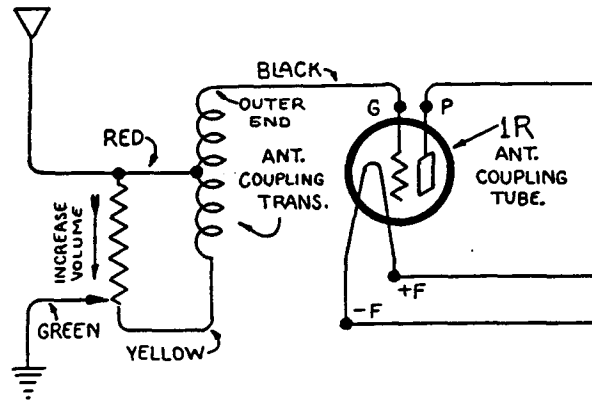 BLACK
OUTER
END
G
P
1R
ANT.
COUPLING
TUBE.
RED
ANT.
COUPLING
TRANS.
INCREASE
VOLUME
+F
-F
GREEN
YELLOW